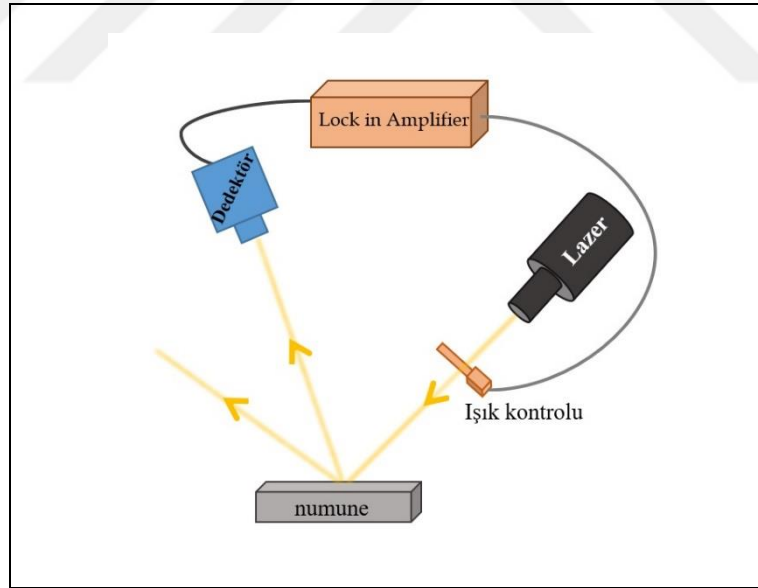 Lock in Amplifier
Dedektör
Lazer
Işık kontrolu
numune